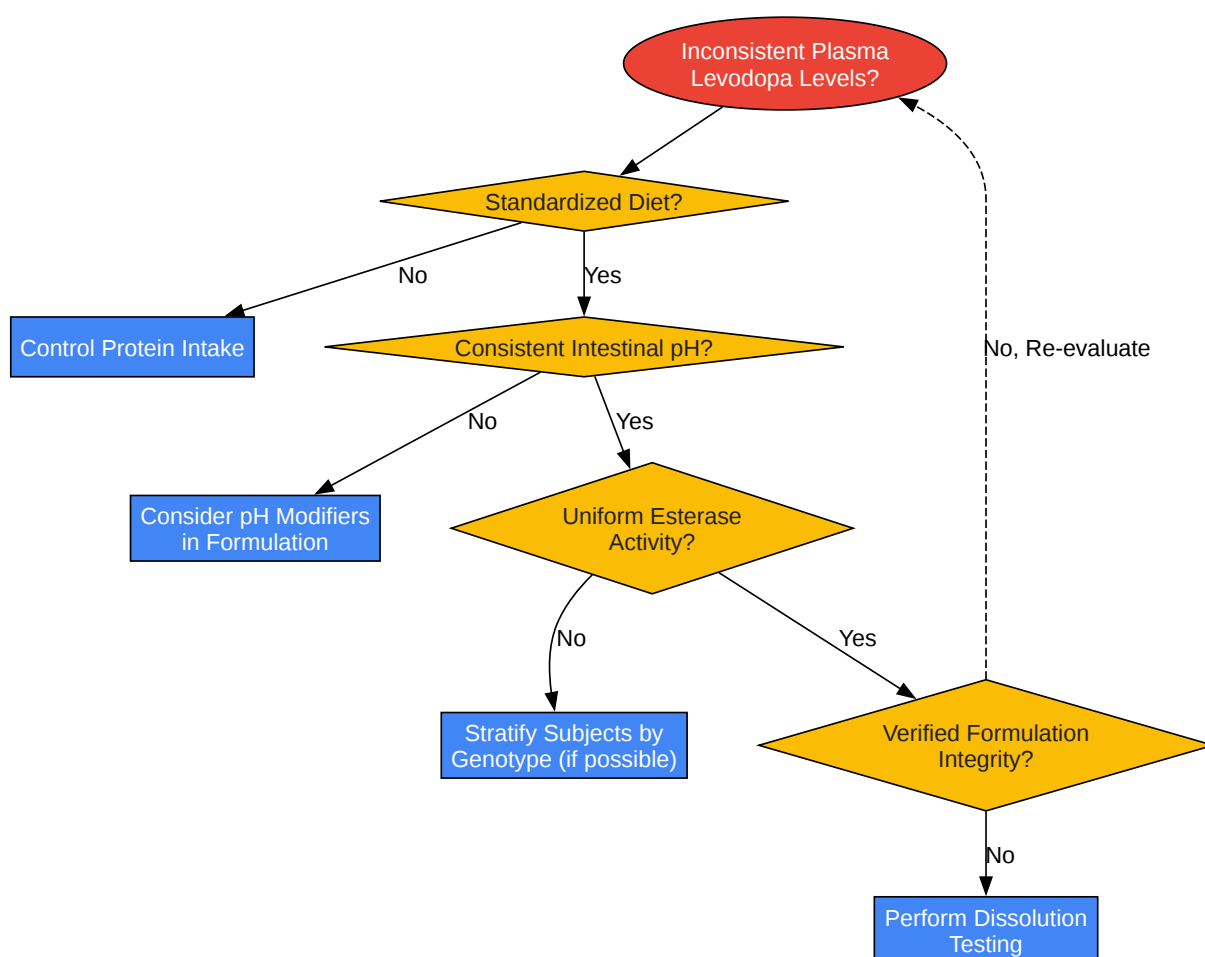 Inconsistent Plasma
Levodopa Levels?
Standardized Diet?
No
Yes
Control Protein Intake
Consistent Intestinal pH?
No, Re-evaluate
No
Yes
Consider pH Modifiers
in Formulation
Uniform Esterase
Activity?
No
Yes
Stratify Subjects by
Genotype (if possible)
Verified Formulation
Integrity?
No
Perform Dissolution
Testing